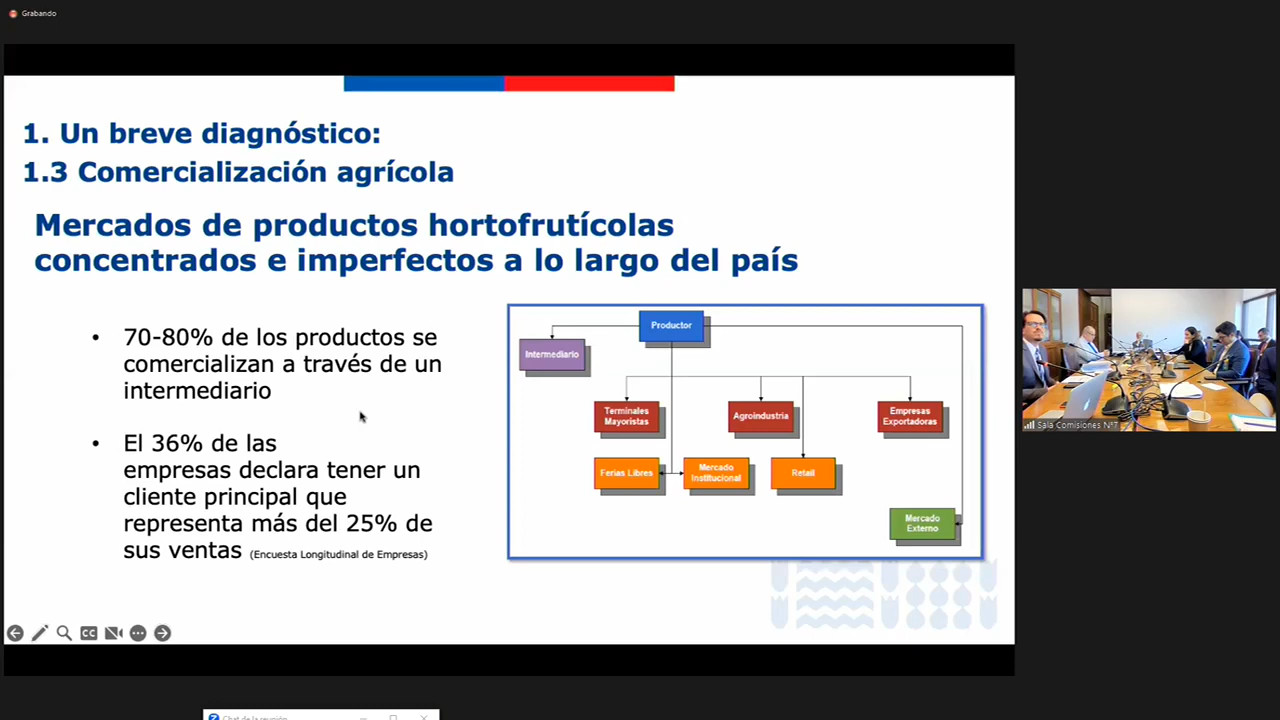 Grabando
1. Un breve diagnóstico:
1.3 Comercialización agrícola
Mercados de productos hortofrutícolas
concentrados e imperfectos a lo largo del país
• 70-80% de los productos se
comercializan a través de un
intermediario
• El 36% de las
empresas declara tener un
cliente principal que
representa más del 25% de
sus ventas (Encuesta Longitudinal de Empresas)
Productor
Intermediario
Terminales
Mayoristas
Agroindustria
Empresas
Exportadoras
Ferias Libres
Mercado
Institucional
Retail
Mercado
Externo
CC
Sala Comisiones N°7
Chat de la reunión